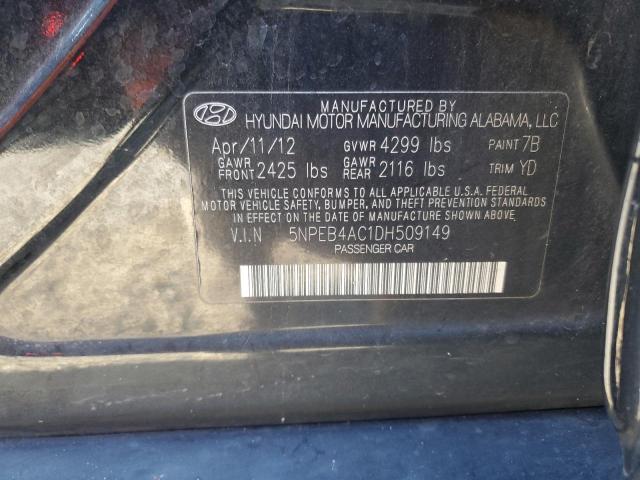 MANUFACTURED BY
HYUNDAI MOTOR MANUFACTURING ALABAMA, LLC
Apr/11/12 GVWR 4299 lbs PAINT 7B
GAWR FRONT 2425 lbs GAWR REAR 2116 lbs TRIM YD
THIS VEHICLE CONFORMS TO ALL APPLICABLE U.S.A. FEDERAL
MOTOR VEHICLE SAFETY, BUMPER, AND THEFT PREVENTION STANDARDS
IN EFFECT ON THE DATE OF MANUFACTURE SHOWN ABOVE.
V.I.N 5NPEB4AC1DH509149
PASSENGER CAR